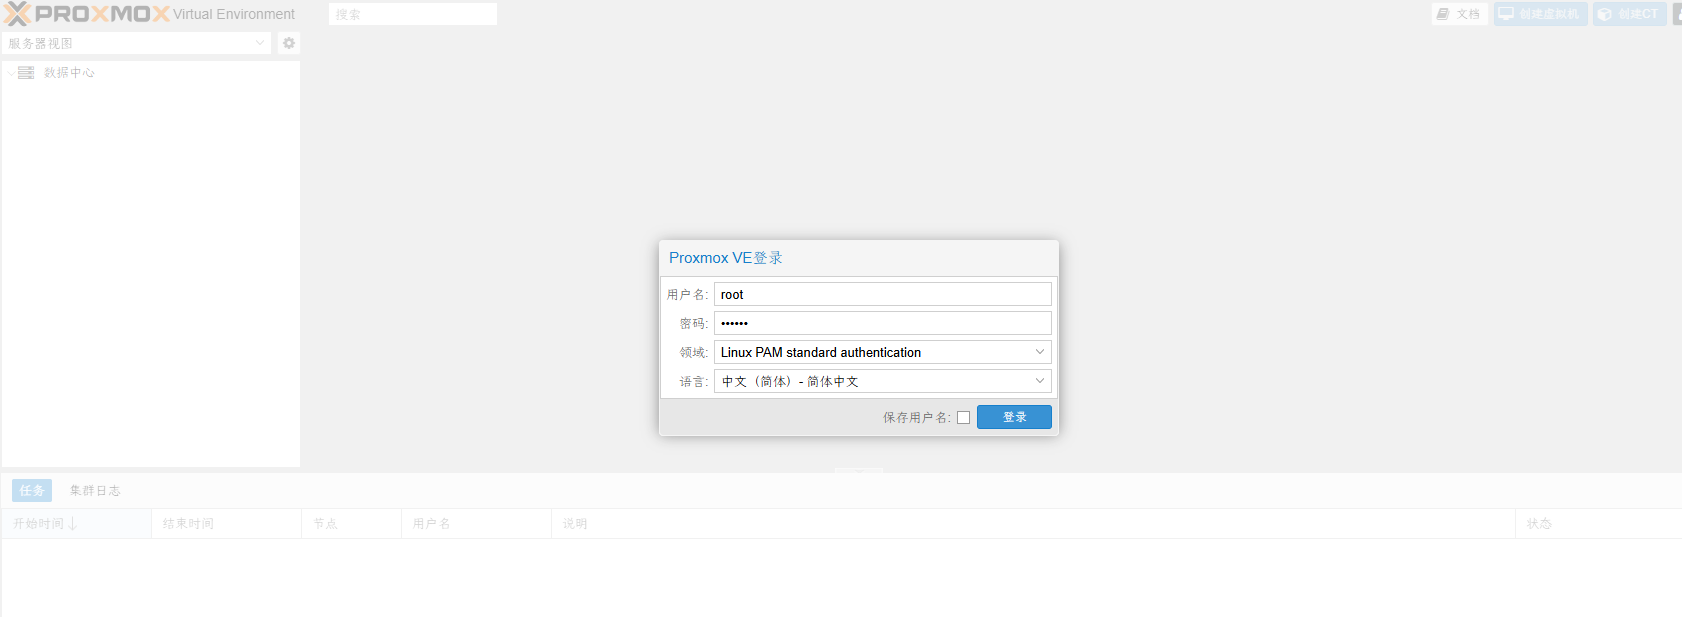 PROXMOX Virtual Environment
搜索
文档
创建虚拟机
创建CT
服务器视图
数据中心
Proxmox VE登录
用户名: root
密码: ••••••
领域: Linux PAM standard authentication
语言: 中文（简体）- 简体中文
保存用户名:
登录
任务
集群日志
开始时间↓
结束时间
节点
用户名
说明
状态